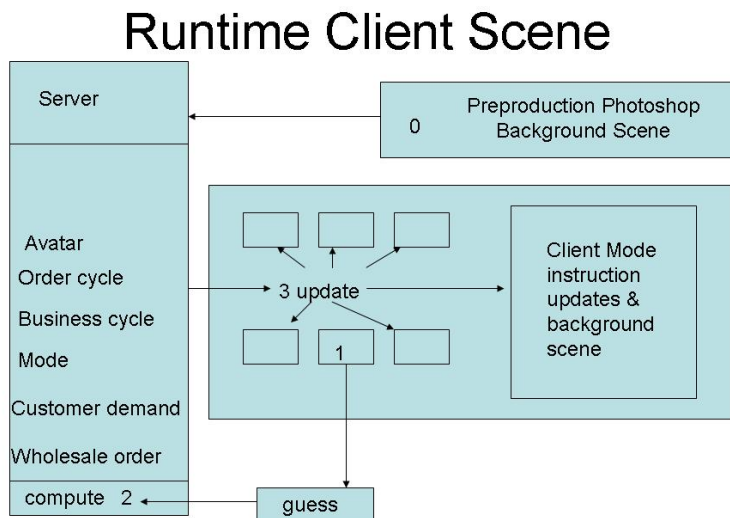 Runtime Client Scene
Server
0
Preproduction Photoshop
Background Scene
Avatar
Order cycle
Business cycle
Mode
Customer demand
Wholesale order
compute 2
3 update
1
Client Mode
instruction
updates &
background
scene
guess